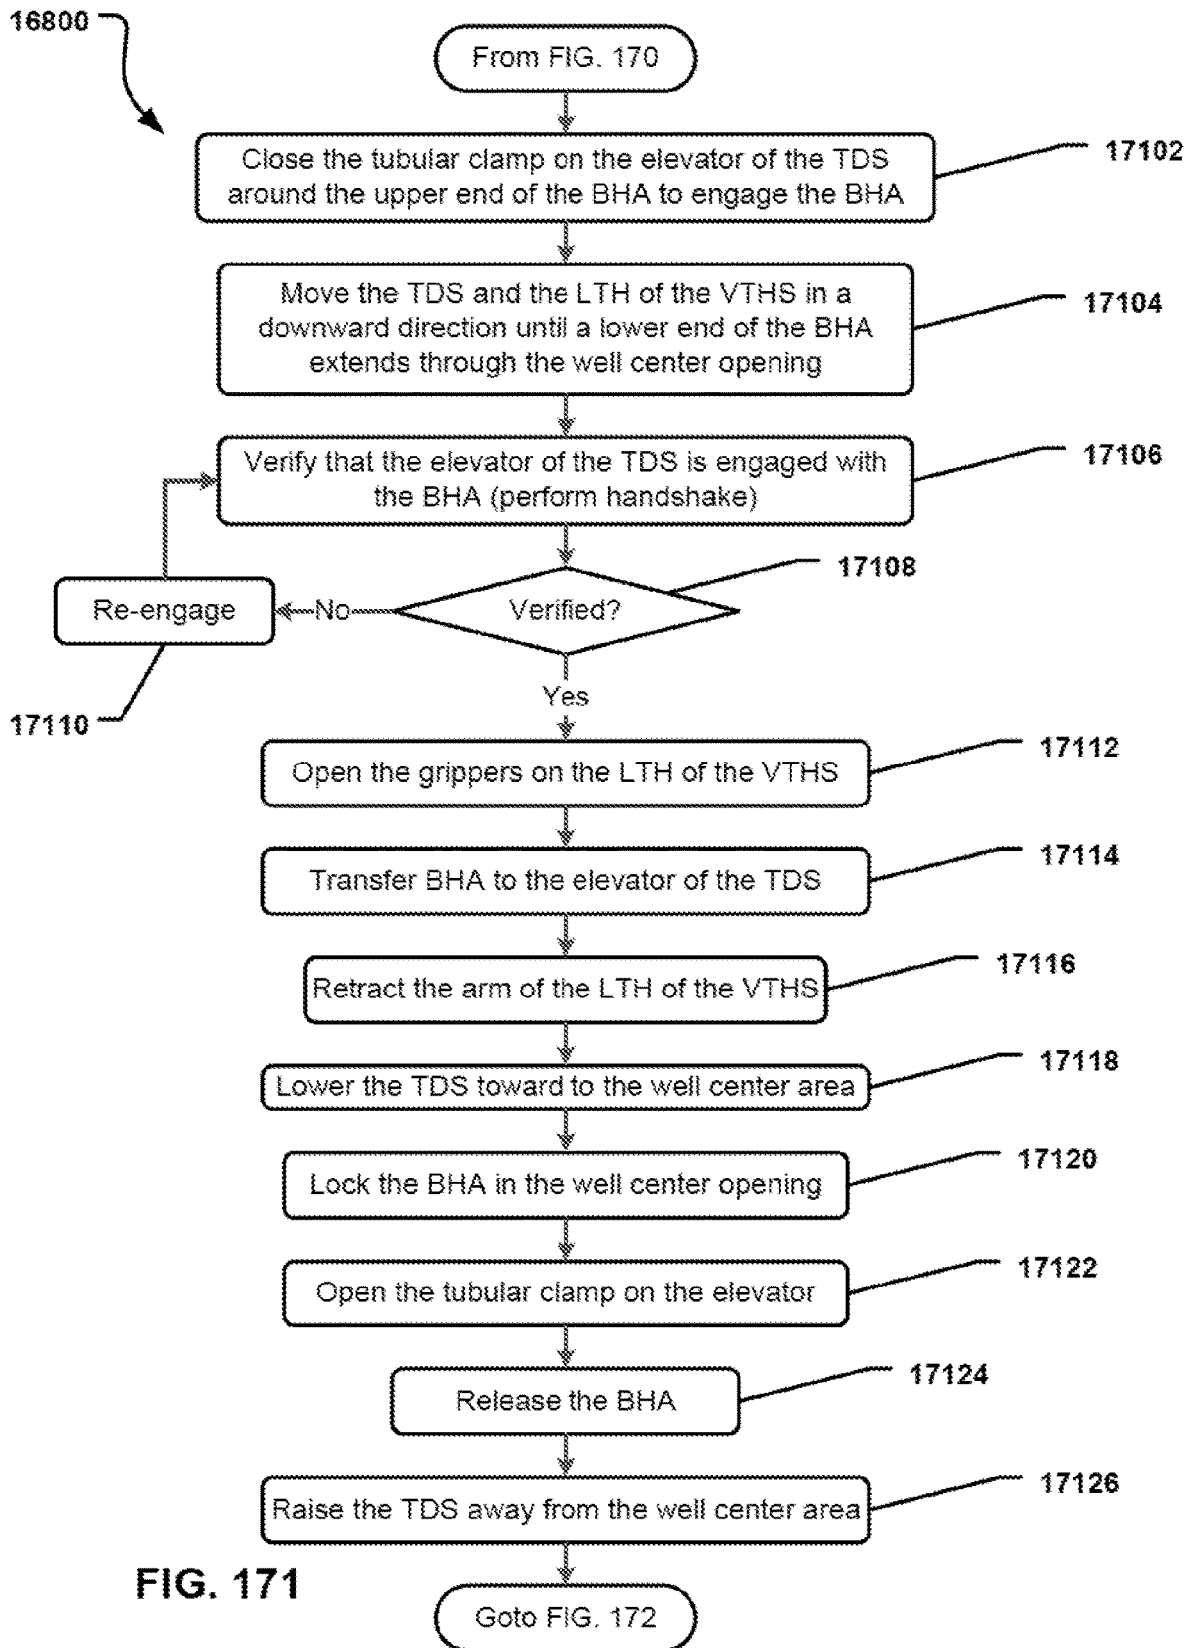 16800
From FIG. 170
Close the tubular clamp on the elevator of the TDS
around the upper end of the BHA to engage the BHA
17102
Move the TDS and the LTH of the VTHS in a
downward direction until a lower end of the BHA
extends through the well center opening
17104
Verify that the elevator of the TDS is engaged with
the BHA (perform handshake)
17106
Verified?
17108
No
Re-engage
17110
Yes
Open the grippers on the LTH of the VTHS
17112
Transfer BHA to the elevator of the TDS
17114
Retract the arm of the LTH of the VTHS
17116
Lower the TDS toward to the well center area
17118
Lock the BHA in the well center opening
17120
Open the tubular clamp on the elevator
17122
Release the BHA
17124
Raise the TDS away from the well center area
17126
FIG. 171
Goto FIG. 172